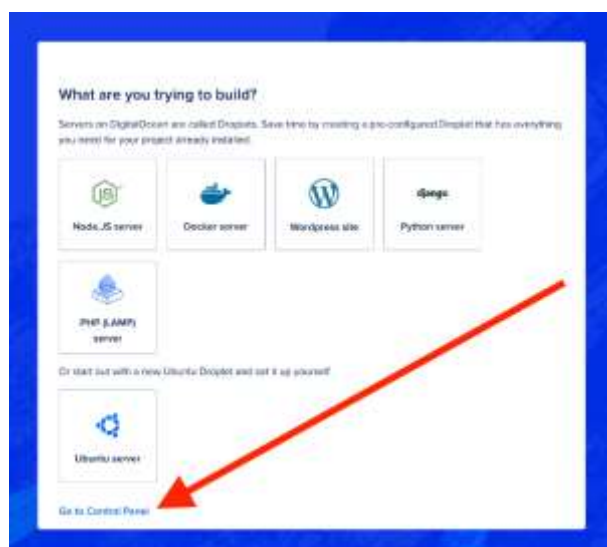 What are you trying to build?
Servers on DigitalOcean are called Droplets. Save time by creating a pre-configured Droplet that has everything
you need for your project already installed.
Node.JS server
Docker server
Wordpress site
django
Python server
PHP (LAMP)
server
Or start out with a new Ubuntu Droplet and set it up yourself
Ubuntu server
Go to Control Panel